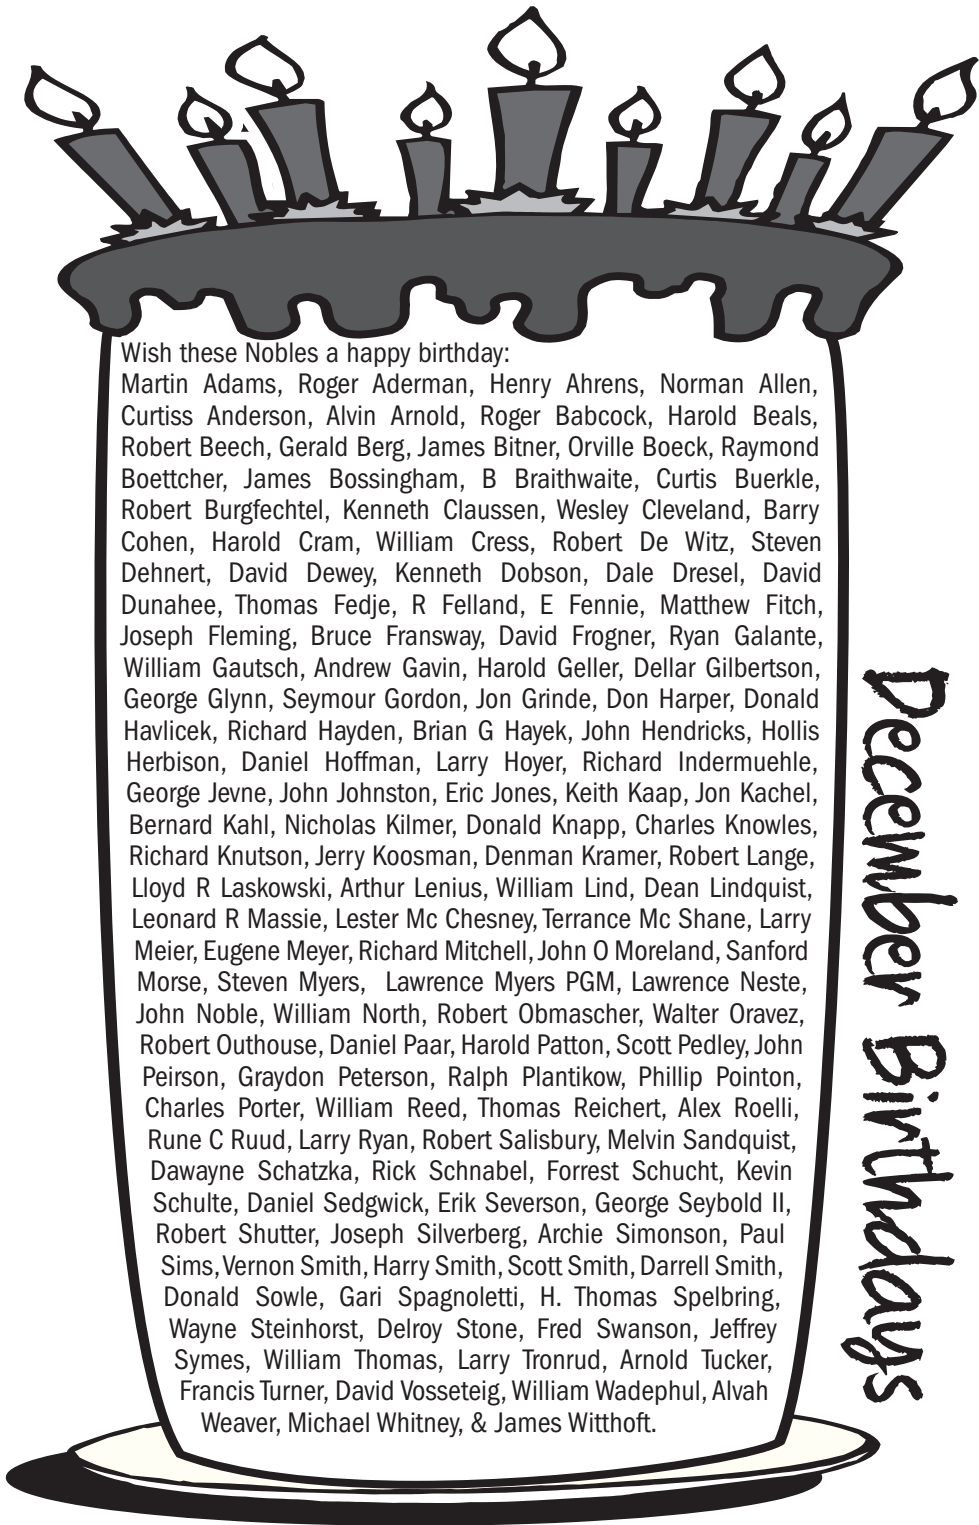 Wish these Nobles a happy birthday:
Martin Adams, Roger Aderman, Henry Ahrens, Norman Allen,
Curtiss Anderson, Alvin Arnold, Roger Babcock, Harold Beals,
Robert Beech, Gerald Berg, James Bitner, Orville Boeck, Raymond
Boettcher, James Bossingham, B Braithwaite, Curtis Buerkle,
Robert Burgfechtel, Kenneth Claussen, Wesley Cleveland, Barry
Cohen, Harold Cram, William Cress, Robert De Witz, Steven
Dehnert, David Dewey, Kenneth Dobson, Dale Dresel, David
Dunahee, Thomas Fedje, R Felland, E Fennie, Matthew Fitch,
Joseph Fleming, Bruce Fransway, David Frogner, Ryan Galante,
William Gautsch, Andrew Gavin, Harold Geller, Dellar Gilbertson,
George Glynn, Seymour Gordon, Jon Grinde, Don Harper, Donald
Havlicek, Richard Hayden, Brian G Hayek, John Hendricks, Hollis
Herbison, Daniel Hoffman, Larry Hoyer, Richard Indermuehle,
George Jevne, John Johnston, Eric Jones, Keith Kaap, Jon Kachel,
Bernard Kahl, Nicholas Kilmer, Donald Knapp, Charles Knowles,
Richard Knutson, Jerry Koosman, Denman Kramer, Robert Lange,
Lloyd R Laskowski, Arthur Lenius, William Lind, Dean Lindquist,
Leonard R Massie, Lester Mc Chesney, Terrance Mc Shane, Larry
Meier, Eugene Meyer, Richard Mitchell, John O Moreland, Sanford
Morse, Steven Myers, Lawrence Myers PGM, Lawrence Neste,
John Noble, William North, Robert Obmascher, Walter Oravez,
Robert Outhouse, Daniel Paar, Harold Patton, Scott Pedley, John
Peirson, Graydon Peterson, Ralph Plantikow, Phillip Pointon,
Charles Porter, William Reed, Thomas Reichert, Alex Roelli,
Rune C Ruud, Larry Ryan, Robert Salisbury, Melvin Sandquist,
Dawayne Schatzka, Rick Schnabel, Forrest Schucht, Kevin
Schulte, Daniel Sedgwick, Erik Severson, George Seybold II,
Robert Shutter, Joseph Silverberg, Archie Simonson, Paul
Sims, Vernon Smith, Harry Smith, Scott Smith, Darrell Smith,
Donald Sowle, Gari Spagnoletti, H. Thomas Spelbring,
Wayne Steinhorst, Delroy Stone, Fred Swanson, Jeffrey
Symes, William Thomas, Larry Tronrud, Arnold Tucker,
Francis Turner, David Vosseteig, William Wadephul, Alvah
Weaver, Michael Whitney, & James Witthoft.
December Birthdays